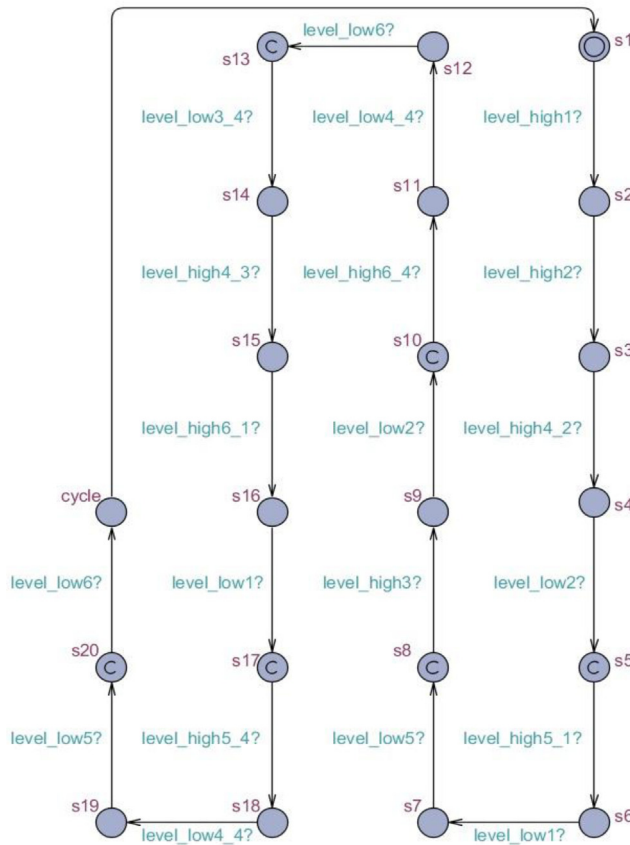 level_low6?
s13
C
s12
s1
level_low3_4?
level_low4_4?
level_high1?
s14
s11
s2
level_high4_3?
level_high6_4?
level_high2?
s15
s10
C
s3
level_high6_1?
level_low2?
level_high4_2?
cycle
s16
s9
s4
level_low6?
level_low1?
level_high3?
level_low2?
s20
C
s17
C
s8
C
s5
C
level_low5?
level_high5_4?
level_low5?
level_high5_1?
s19
s18
s7
s6
level_low4_4?
level_low1?